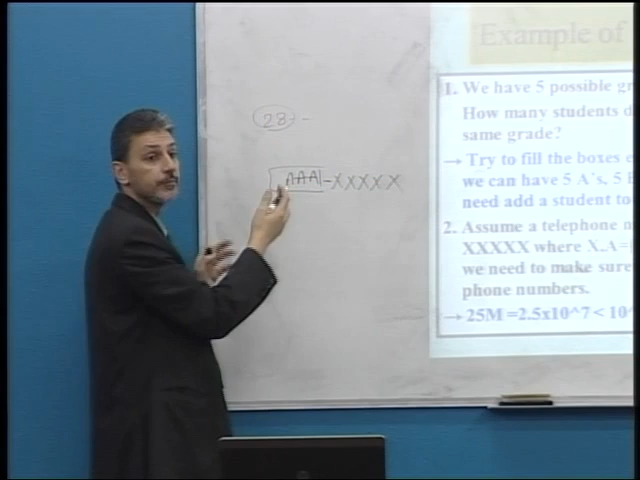 28 -
AAA-XXXXX
Example of
1. We have 5 possible
How many students
same grade?
→ Try to fill the boxes
we can have 5 A's, 5
need add a student to
2. Assume a telephone
XXXXX where X,A=
we need to make sure
phone numbers.
→ 25M =2.5x10^7 < 10